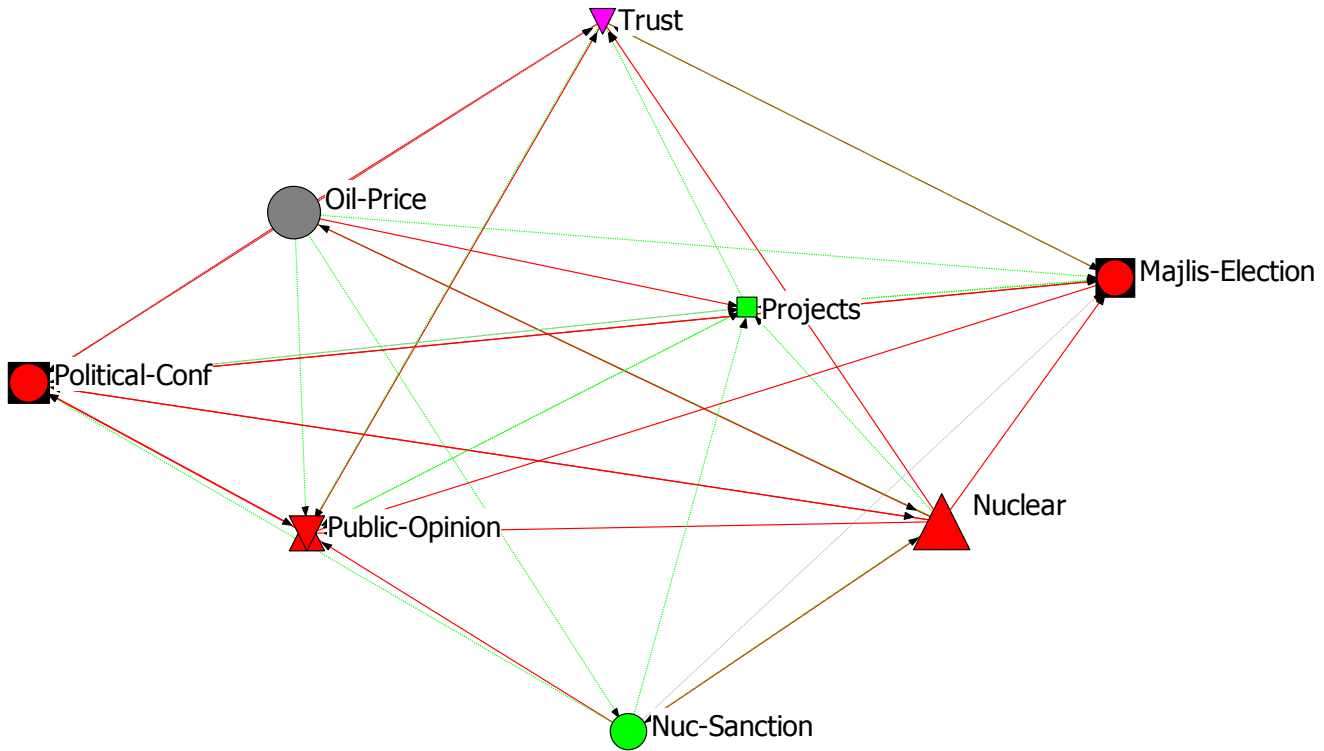 Trust
Oil-Price
Majlis-Election
Projects
Political-Conf
Nuclear
Public-Opinion
Nuc-Sanction